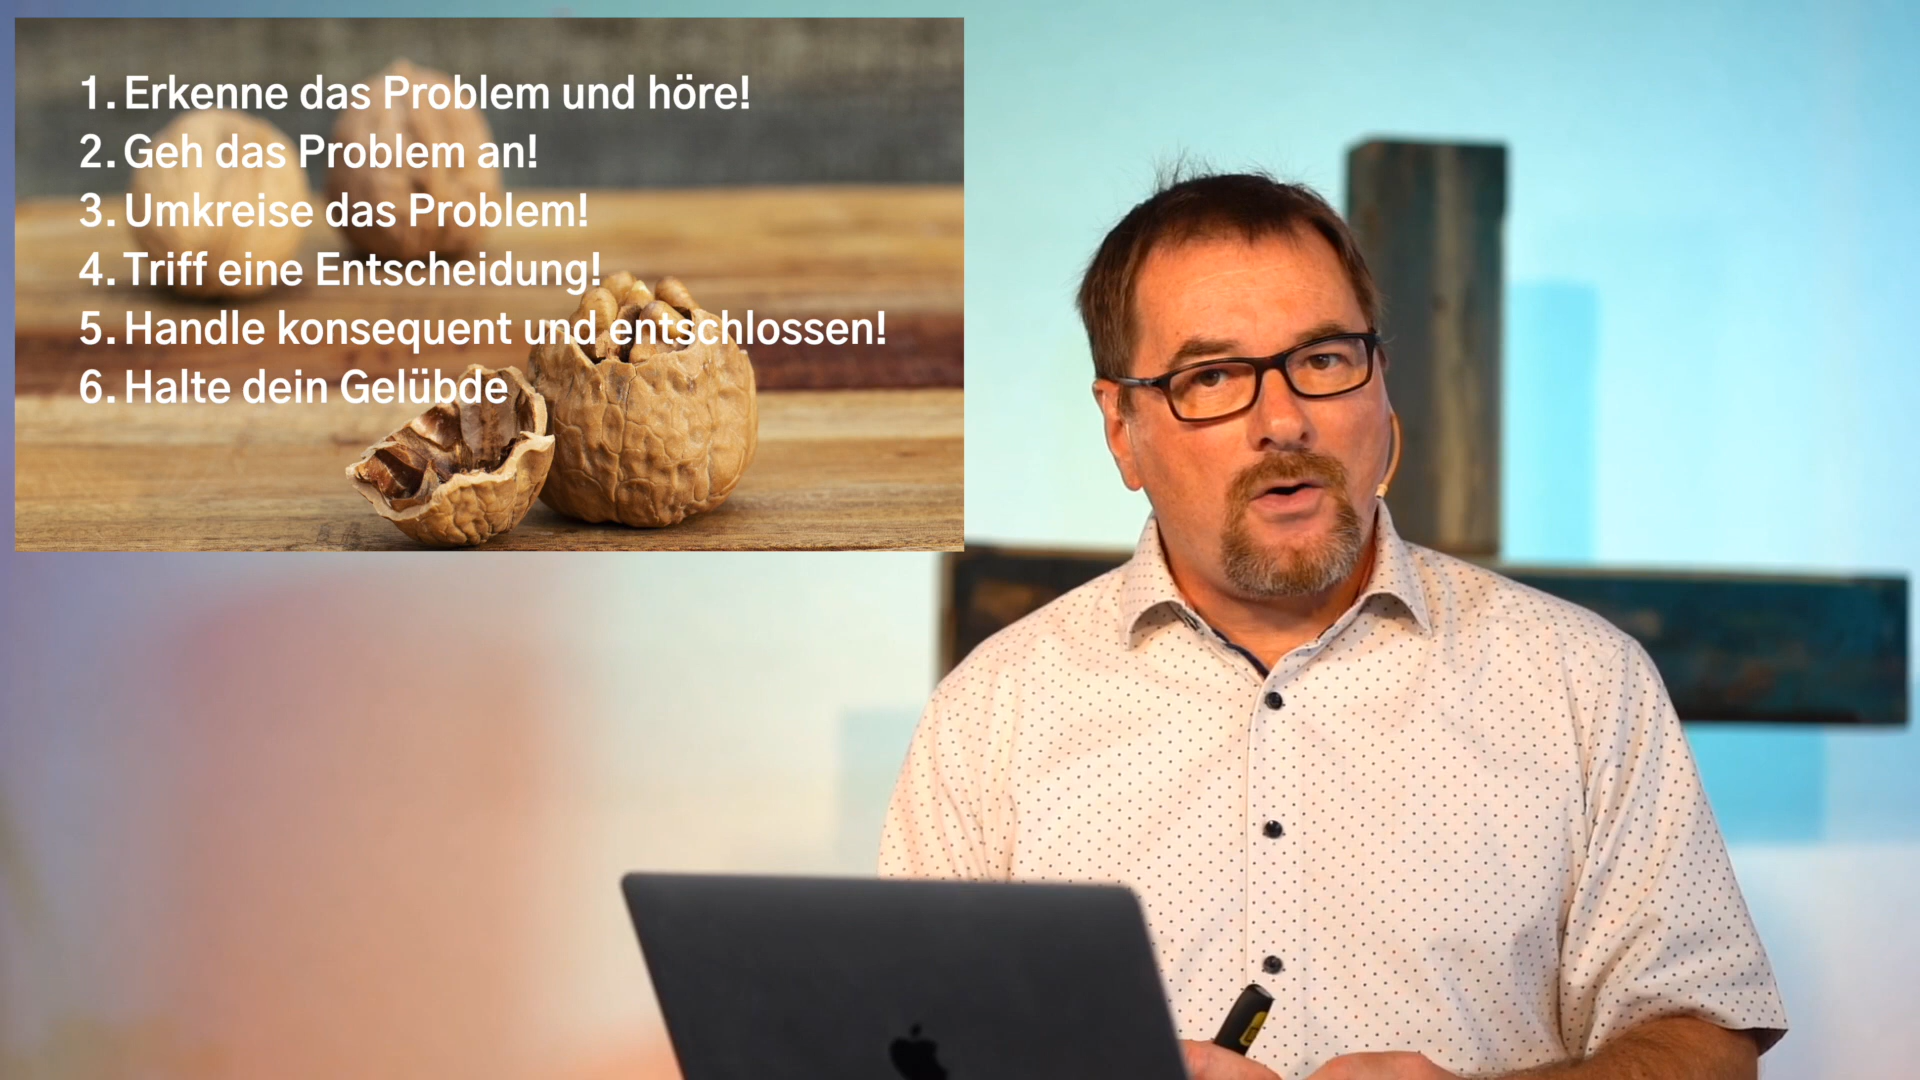 1. Erkenne das Problem und höre!
2. Geh das Problem an!
3. Umkreise das Problem!
4. Triff eine Entscheidung!
5. Handle konsequent und entschlossen!
6. Halte dein Gelübde